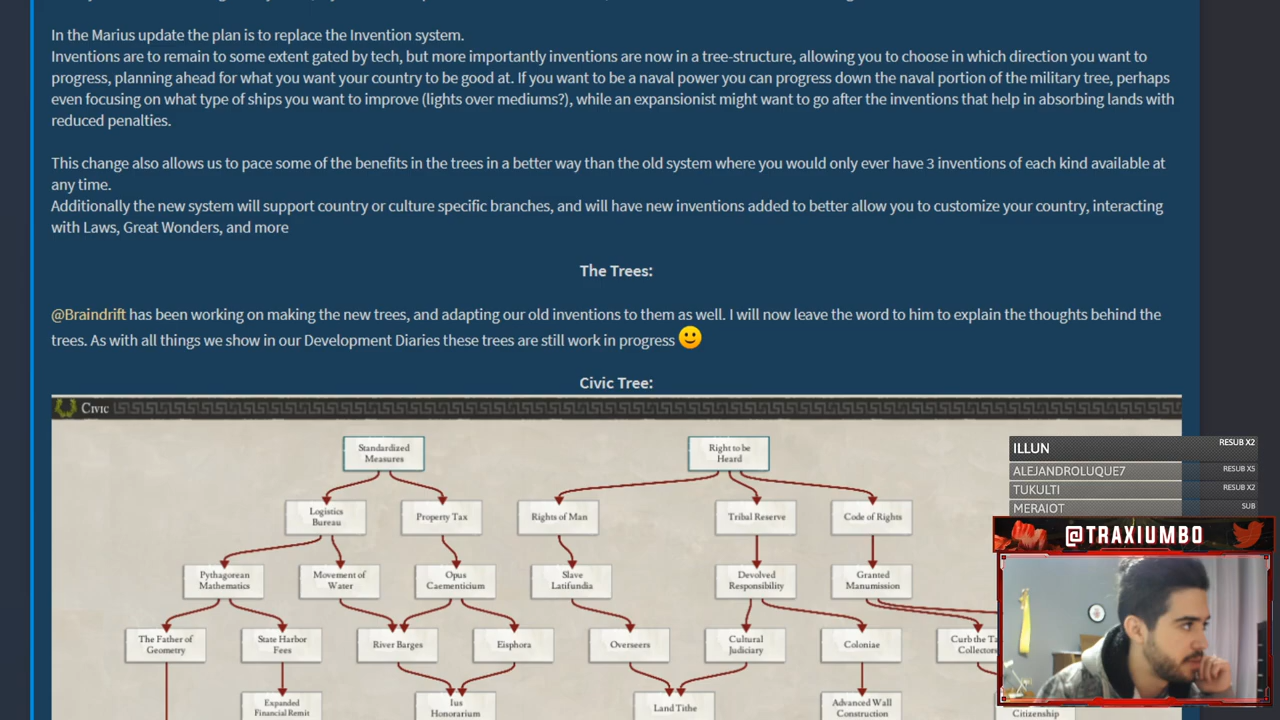 In the Marius update the plan is to replace the Invention system.
Inventions are to remain to some extent gated by tech, but more importantly inventions are now in a tree-structure, allowing you to choose in which direction you want to
progress, planning ahead for what you want your country to be good at. If you want to be a naval power you can progress down the naval portion of the military tree, perhaps
even focusing on what type of ships you want to improve (lights over mediums?), while an expansionist might want to go after the inventions that help in absorbing lands with
reduced penalties.
This change also allows us to pace some of the benefits in the trees in a better way than the old system where you would only ever have 3 inventions of each kind available at
any time.
Additionally the new system will support country or culture specific branches, and will have new inventions added to better allow you to customize your country, interacting
with Laws, Great Wonders, and more
The Trees:
@Braindrift has been working on making the new trees, and adapting our old inventions to them as well. I will now leave the word to him to explain the thoughts behind the
trees. As with all things we show in our Development Diaries these trees are still work in progress
Civic Tree:
Civic
Standardized
Measures
Right to be
Heard
Logistics
Bureau
Property Tax
Rights of Man
Tribal Reserve
Code of Rights
Pythagorean
Mathematics
Movement of
Water
Opus
Caementicium
Slave
Latifundia
Devolved
Responsibility
Granted
Manumission
The Father of
Geometry
State Harbor
Fees
River Barges
Eisphora
Overseers
Cultural
Judiciary
Coloniae
Curb the
Collectors
Expanded
Financial Remit
Ius
Honorarium
Land Tithe
Advanced Wall
Construction
Citizenship
ILLUN RESUB X2
ALEJANDROLUQUE7 RESUB X5
TUKULTI RESUB X2
MERAIOT SUB
@TRAXIUMBO